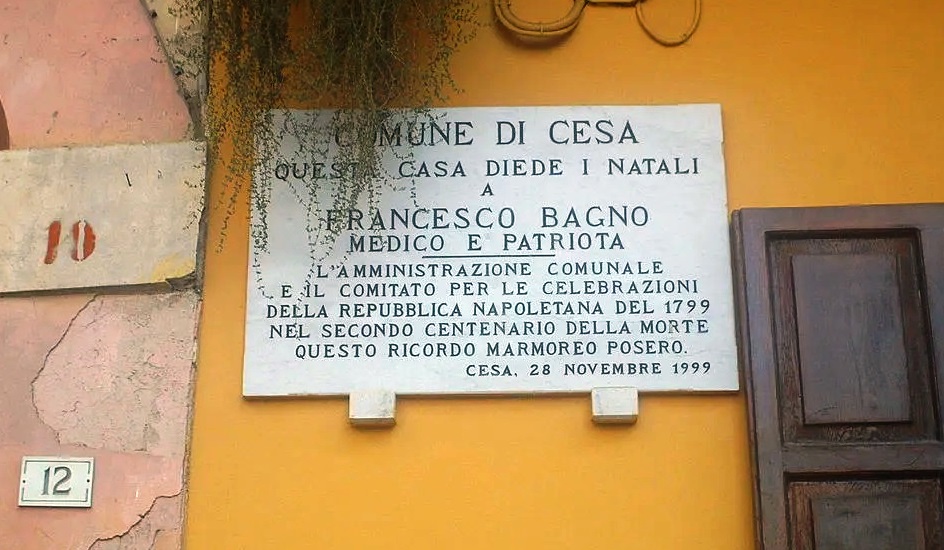 COMUNE DI CESA
QUESTA CASA DIEDE I NATALI
A
FRANCESCO BAGNO
MEDICO E PATRIOTA
L'AMMINISTRAZIONE COMUNALE
E IL COMITATO PER LE CELEBRAZIONI
DELLA REPUBBLICA NAPOLETANA DEL 1799
NEL SECONDO CENTENARIO DELLA MORTE
QUESTO RICORDO MARMOREO POSERO.
CESA, 28 NOVEMBRE 1999
10
12